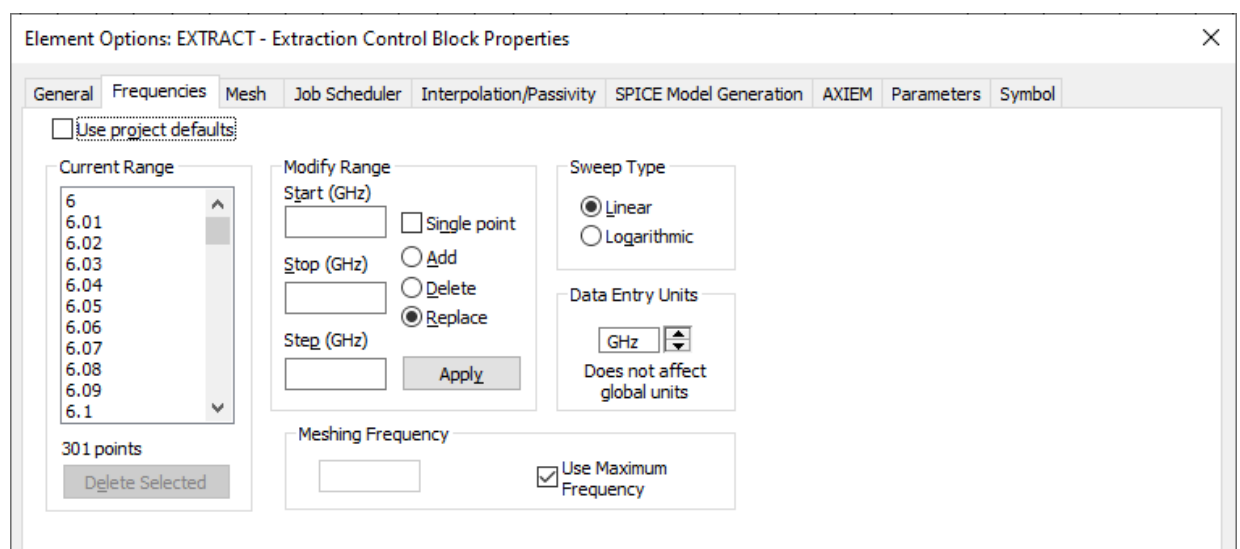 Element Options: EXTRACT - Extraction Control Block Properties
General Frequencies Mesh Job Scheduler Interpolation/Passivity SPICE Model Generation AXIEM Parameters Symbol
Use project defaults
Current Range
6
6.01
6.02
6.03
6.04
6.05
6.06
6.07
6.08
6.09
6.1
301 points
Delete Selected
Modify Range
Start (GHz)
Single point
Stop (GHz)
Add
Delete
Replace
Step (GHz)
Apply
Sweep Type
Linear
Logarithmic
Data Entry Units
GHz
Does not affect
global units
Meshing Frequency
Use Maximum
Frequency